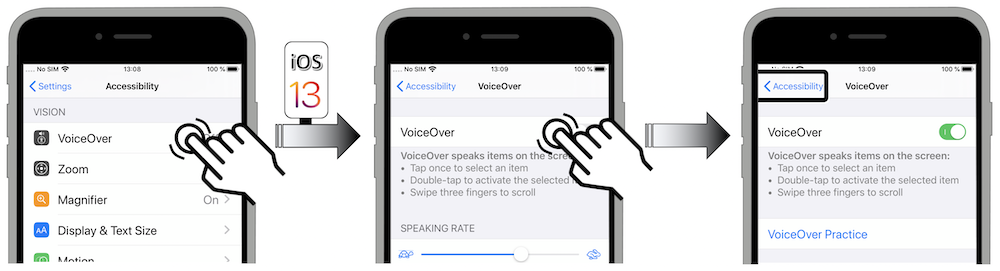 .... No SIM 13:08 100 %
Settings Accessibility
VISION
VoiceOver
Zoom
Magnifier On
Display & Text Size
Motion
iOS
13
.... No SIM 13:09 100 %
Accessibility VoiceOver
VoiceOver
VoiceOver speaks items on the screen
• Tap once to select an item
• Double-tap to activate the selected
• Swipe three fingers to scroll
SPEAKING RATE
.... No SIM 13:09 100 %
Accessibility VoiceOver
VoiceOver
VoiceOver speaks items on the screen:
• Tap once to select an item
• Double-tap to activate the selected item
• Swipe three fingers to scroll
VoiceOver Practice